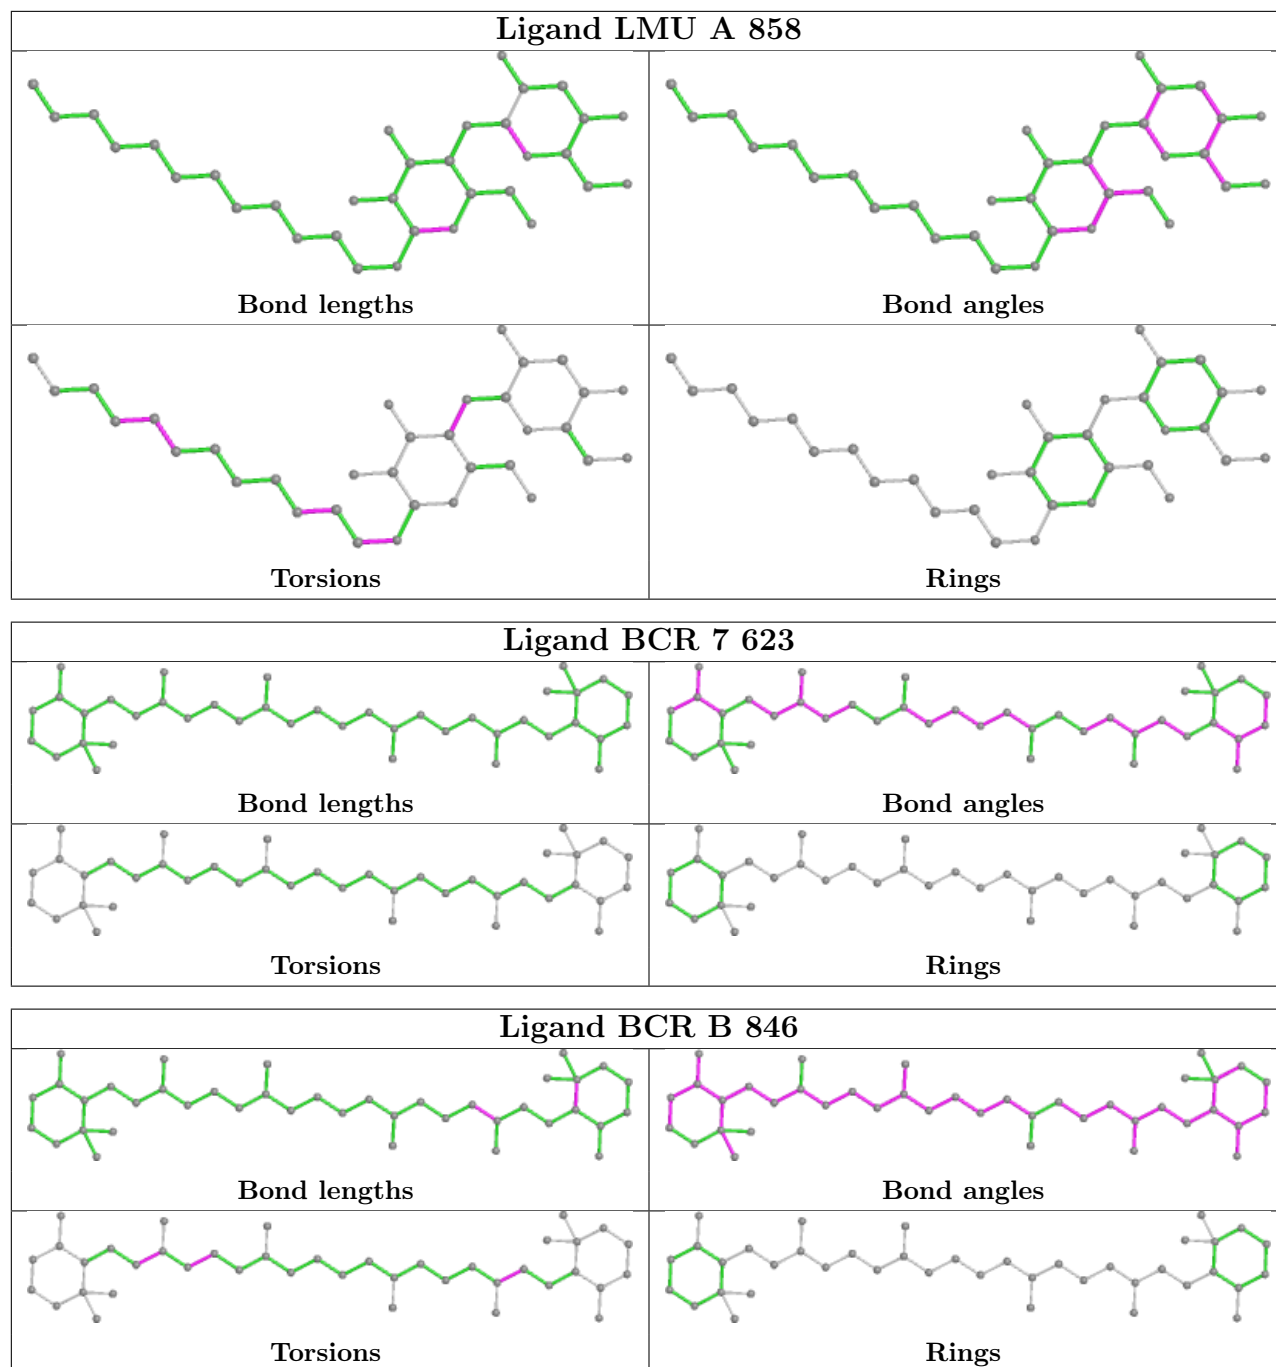 Ligand LMU A 858
Bond lengths
Bond angles
Torsions
Rings
Ligand BCR 7 623
Bond lengths
Bond angles
Torsions
Rings
Ligand BCR B 846
Bond lengths
Bond angles
Torsions
Rings